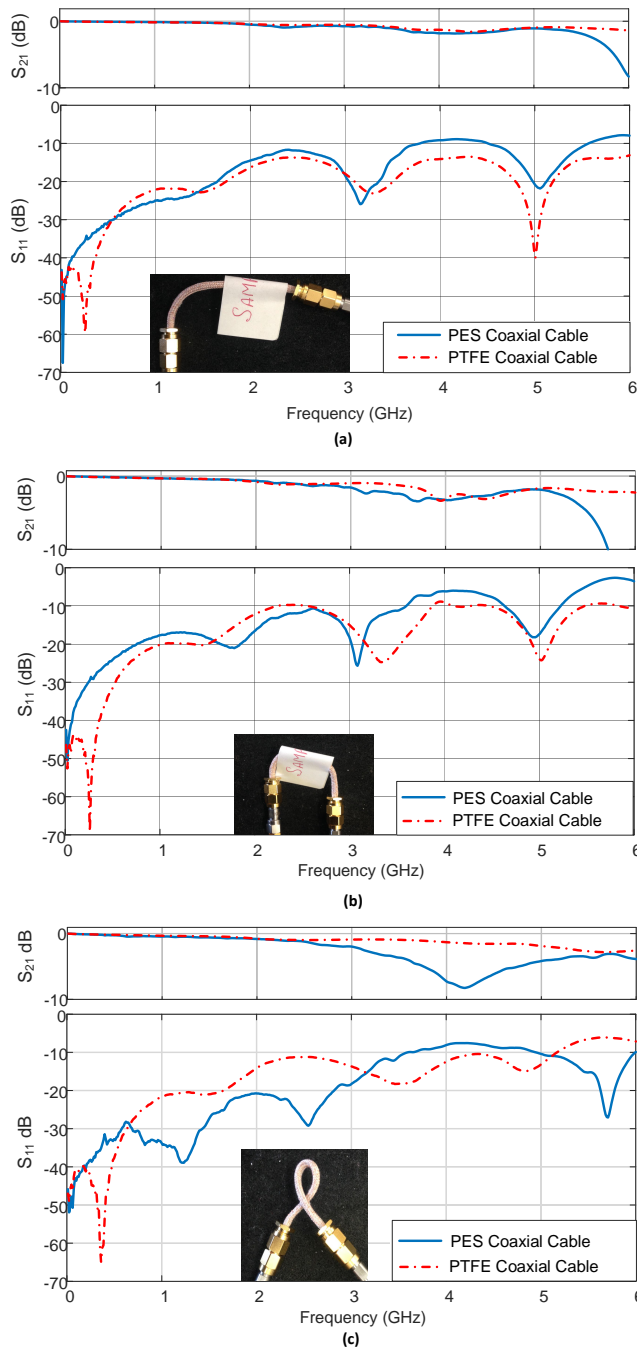 0
S21 (dB)
-10
0
-10
-20
-30
-40
-50
-60
-70
S11 (dB)
SAM
PES Coaxial Cable
PTFE Coaxial Cable
0 1 2 3 4 5 6
Frequency (GHz)
(a)
0
S21 (dB)
-10
0
-10
-20
-30
-40
-50
-60
-70
S11 (dB)
SAM
PES Coaxial Cable
PTFE Coaxial Cable
0 1 2 3 4 5 6
Frequency (GHz)
(b)
0
S21 dB
-10
0
-10
-20
-30
-40
-50
-60
-70
S11 dB
PES Coaxial Cable
PTFE Coaxial Cable
0 1 2 3 4 5 6
Frequency (GHz)
(c)